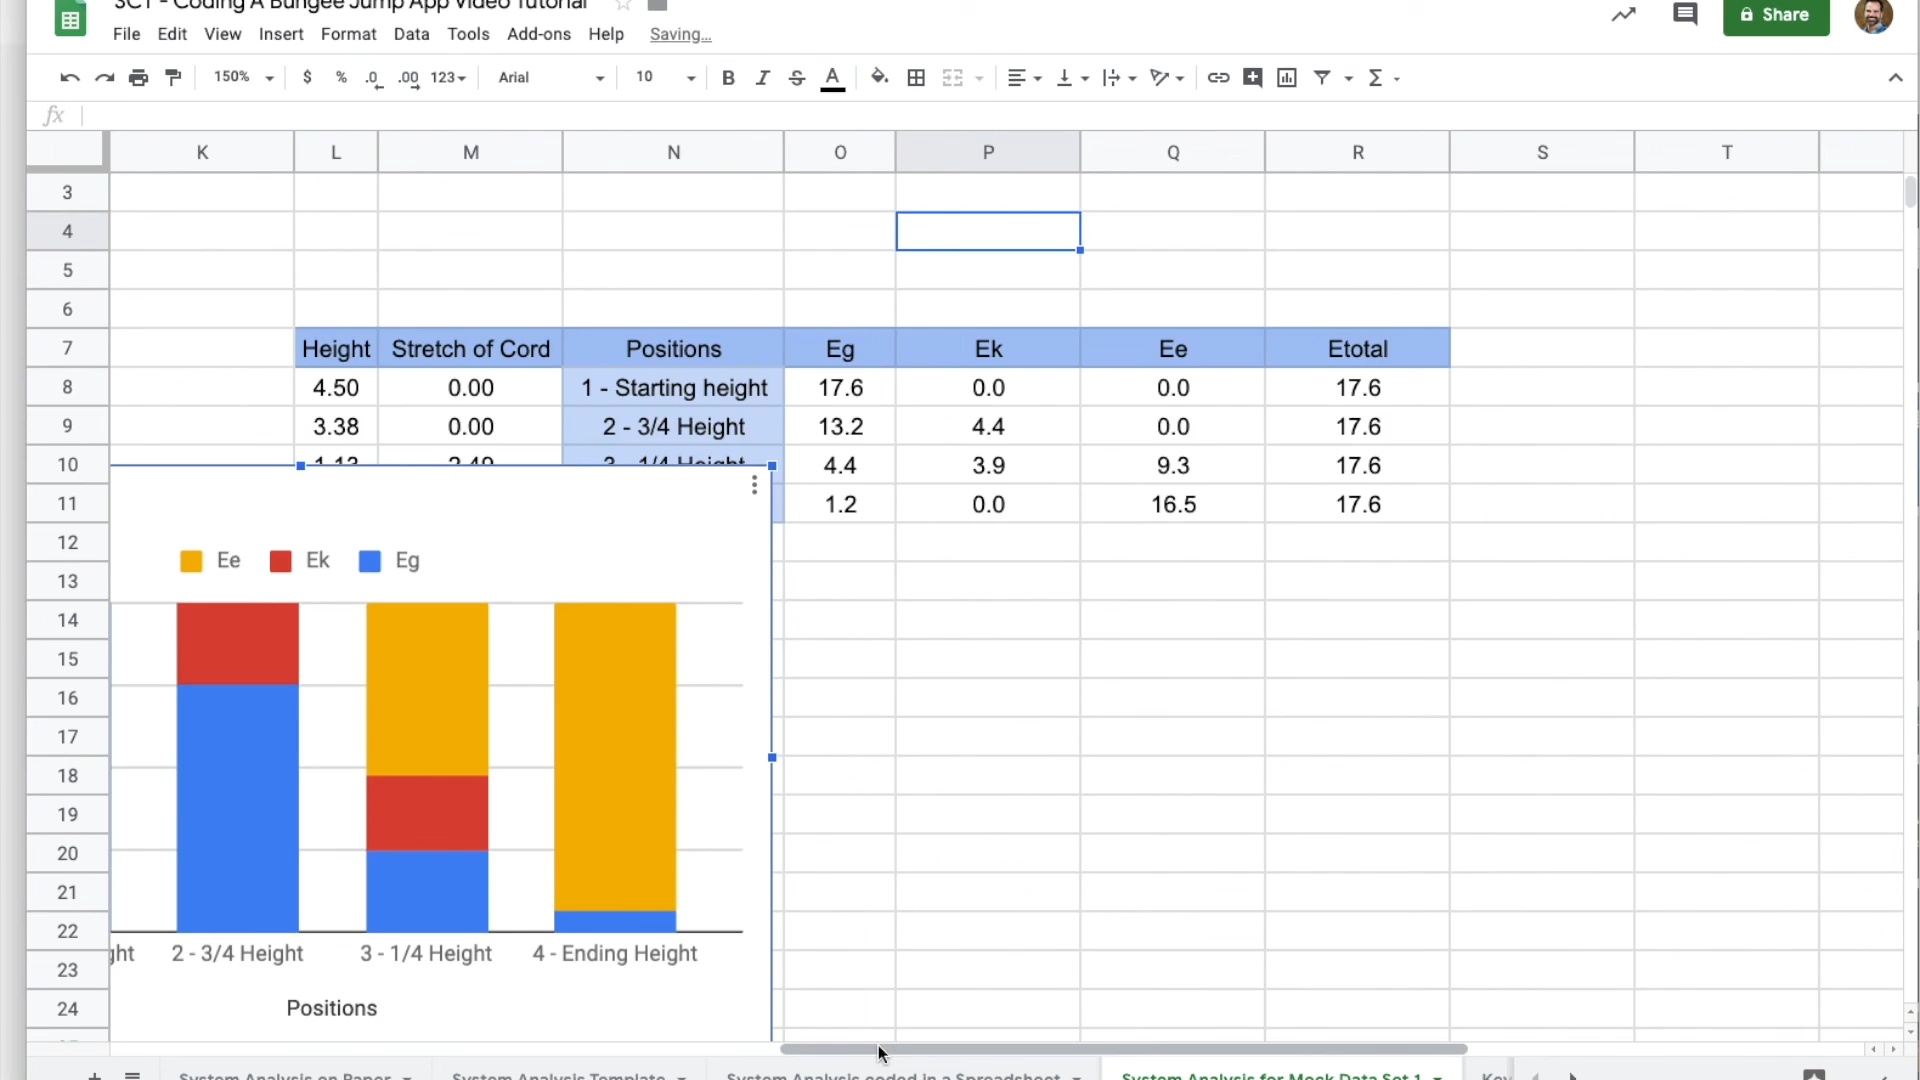 SCT - Coding A Bungee Jump App Video Tutorial
File Edit View Insert Format Data Tools Add-ons Help Saving...
Share
150% $ % .0 .00 123 Arial 10 B I S A
fx
K L M N O P Q R S T
3
4
5
6
7 Height Stretch of Cord Positions Eg Ek Ee Etotal
8 4.50 0.00 1 - Starting height 17.6 0.0 0.0 17.6
9 3.38 0.00 2 - 3/4 Height 13.2 4.4 0.0 17.6
10 1.13 2.49 3 - 1/4 Height 4.4 3.9 9.3 17.6
11 1.2 0.0 16.5 17.6
12
Ee Ek Eg
13
14
15
16
17
18
19
20
21
22
ght 2 - 3/4 Height 3 - 1/4 Height 4 - Ending Height
23
24
Positions
System Analysis on Paper System Analysis Template System Analysis coded in a Spreadsheet System Analysis for Mock Data Set 1 Key